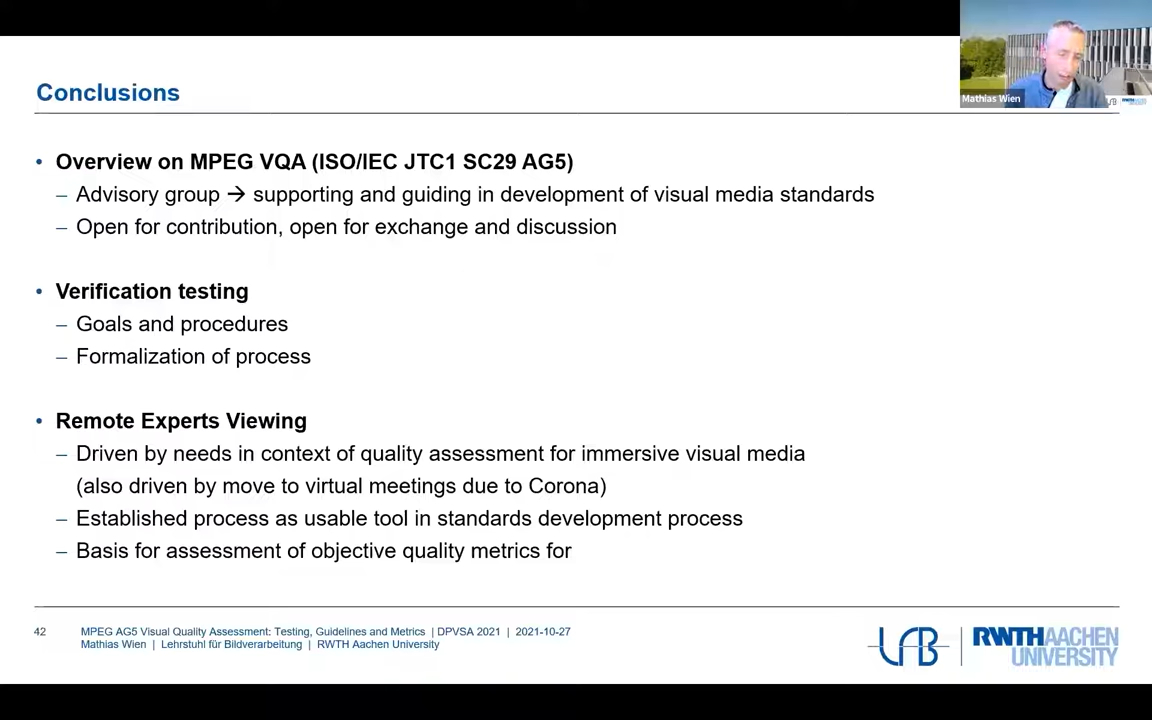 Conclusions
Mathias Wien
• Overview on MPEG VQA (ISO/IEC JTC1 SC29 AG5)
– Advisory group → supporting and guiding in development of visual media standards
– Open for contribution, open for exchange and discussion
• Verification testing
– Goals and procedures
– Formalization of process
• Remote Experts Viewing
– Driven by needs in context of quality assessment for immersive visual media
(also driven by move to virtual meetings due to Corona)
– Established process as usable tool in standards development process
– Basis for assessment of objective quality metrics for
42
MPEG AG5 Visual Quality Assessment: Testing, Guidelines and Metrics | DPVSA 2021 | 2021-10-27
Mathias Wien | Lehrstuhl für Bildverarbeitung | RWTH Aachen University
LfB
RWTH AACHEN
UNIVERSITY